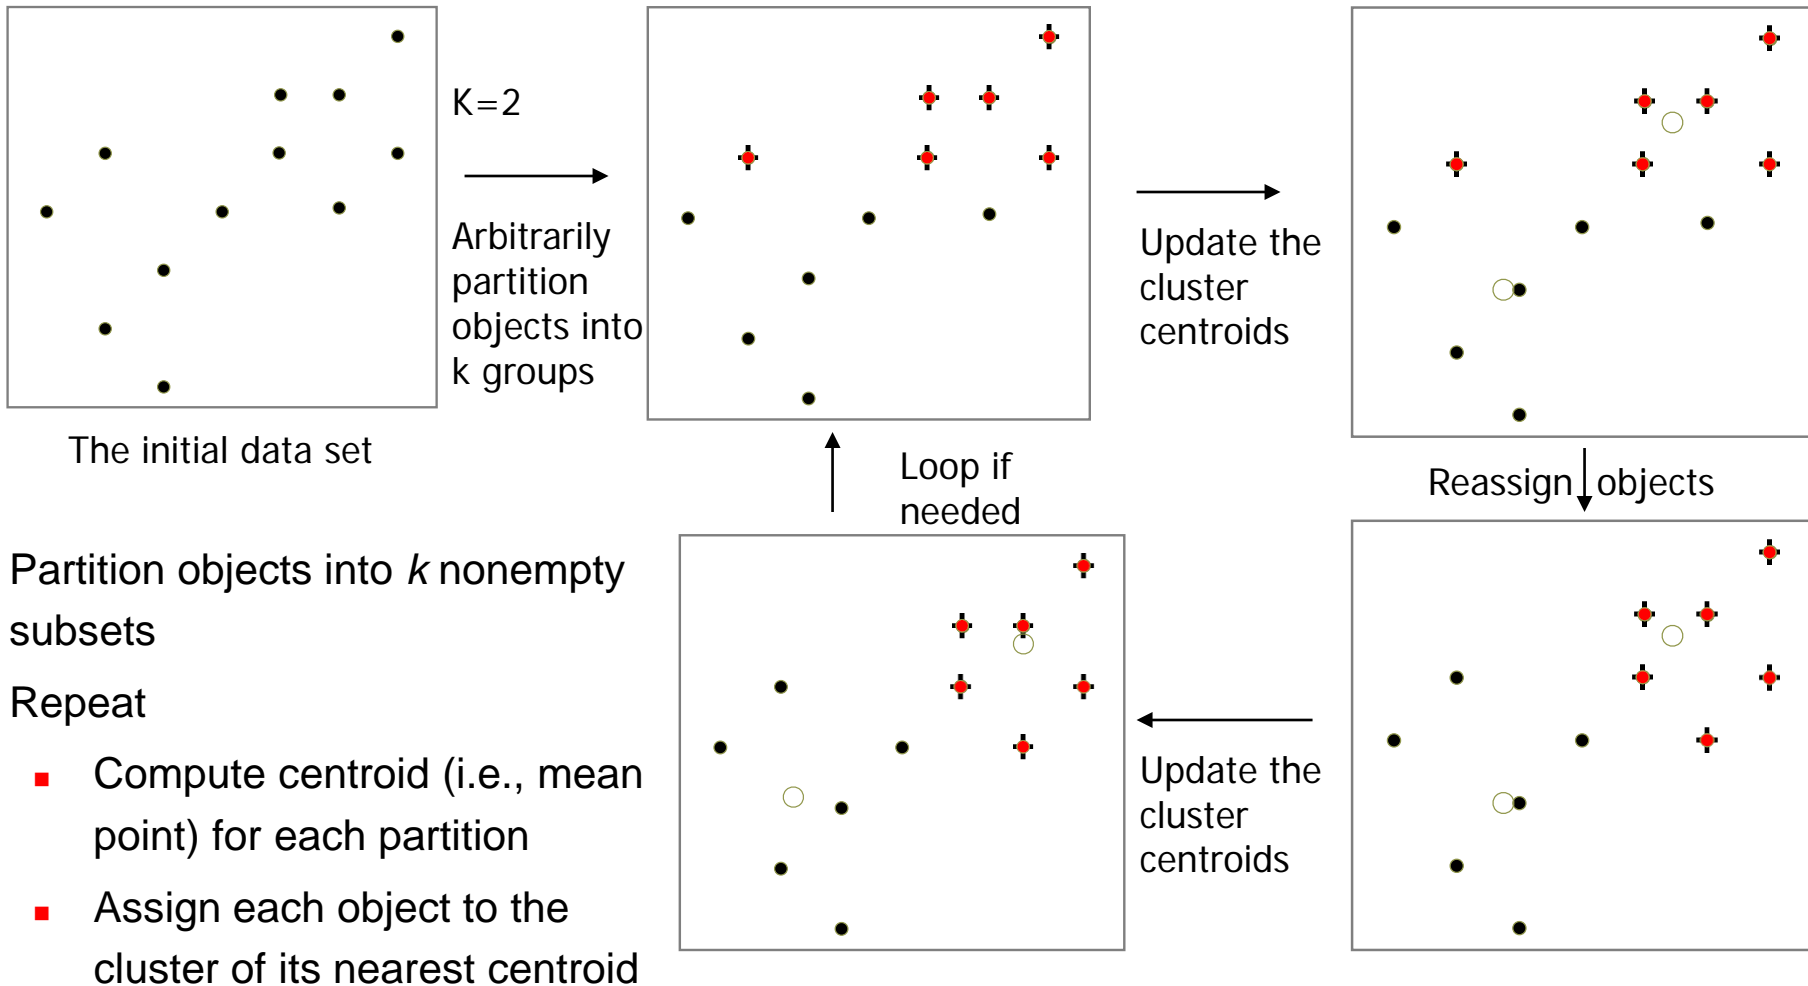 K=2
Arbitrarily
partition
objects into
k groups
Update the
cluster
centroids
The initial data set
Loop if
needed
Reassign objects
Partition objects into k nonempty
subsets
Repeat
Compute centroid (i.e., mean
point) for each partition
Assign each object to the
cluster of its nearest centroid
Update the
cluster
centroids